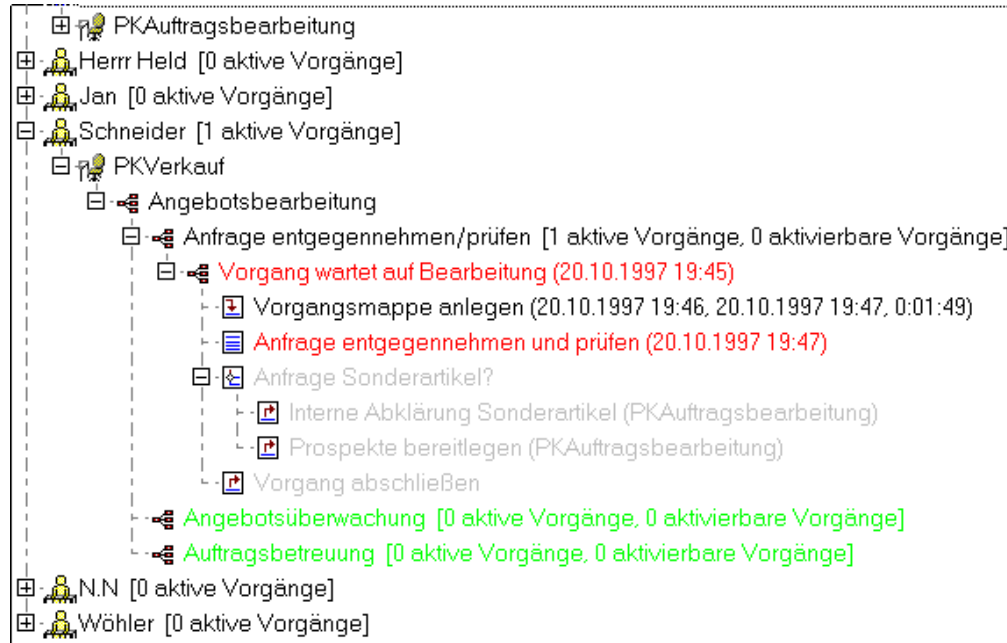 PKAuftragsbearbeitung
Herrr Held [0 aktive Vorgänge]
Jan [0 aktive Vorgänge]
Schneider [1 aktive Vorgänge]
PKVerkauf
Angebotsbearbeitung
Anfrage entgegennehmen/prüfen [1 aktive Vorgänge, 0 aktivierbare Vorgänge]
Vorgang wartet auf Bearbeitung (20.10.1997 19:45)
Vorgangsmappe anlegen (20.10.1997 19:46, 20.10.1997 19:47, 0:01:49)
Anfrage entgegennehmen und prüfen (20.10.1997 19:47)
Anfrage Sonderartikel?
Interne Abklärung Sonderartikel (PKAuftragsbearbeitung)
Prospekte bereitlegen (PKAuftragsbearbeitung)
Vorgang abschließen
Angebotsüberwachung [0 aktive Vorgänge, 0 aktivierbare Vorgänge]
Auftragsbetreuung [0 aktive Vorgänge, 0 aktivierbare Vorgänge]
N.N [0 aktive Vorgänge]
Wöhler [0 aktive Vorgänge]